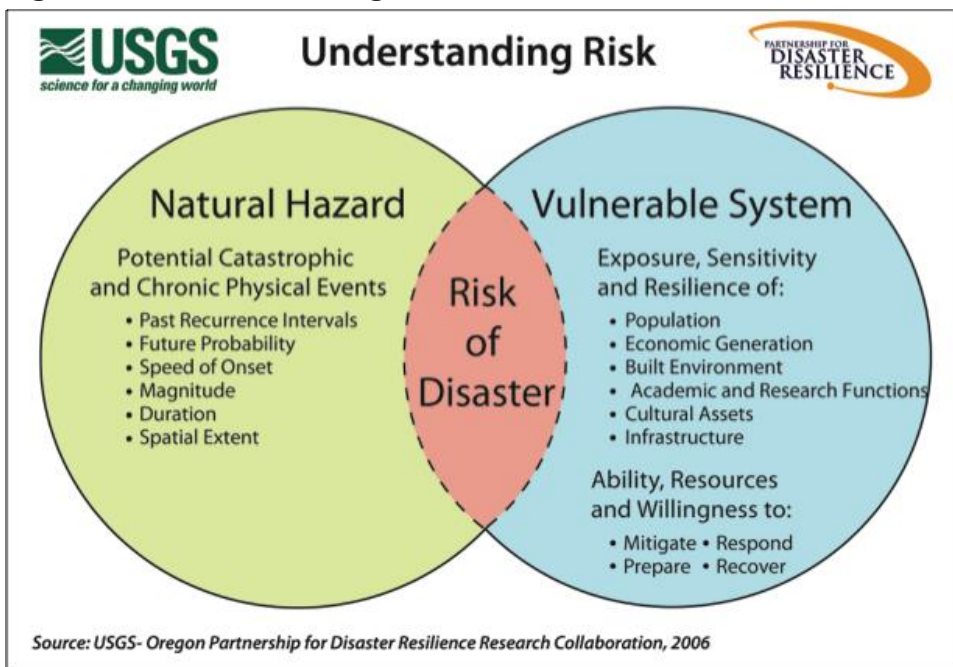 USGS
science for a changing world
Understanding Risk
PARTNERSHIP FOR
DISASTER
RESILIENCE
Natural Hazard
Potential Catastrophic
and Chronic Physical Events
• Past Recurrence Intervals
• Future Probability
• Speed of Onset
• Magnitude
• Duration
• Spatial Extent
Risk
of
Disaster
Vulnerable System
Exposure, Sensitivity
and Resilience of:
• Population
• Economic Generation
• Built Environment
• Academic and Research Functions
• Cultural Assets
• Infrastructure
Ability, Resources
and Willingness to:
• Mitigate • Respond
• Prepare • Recover
Source: USGS- Oregon Partnership for Disaster Resilience Research Collaboration, 2006